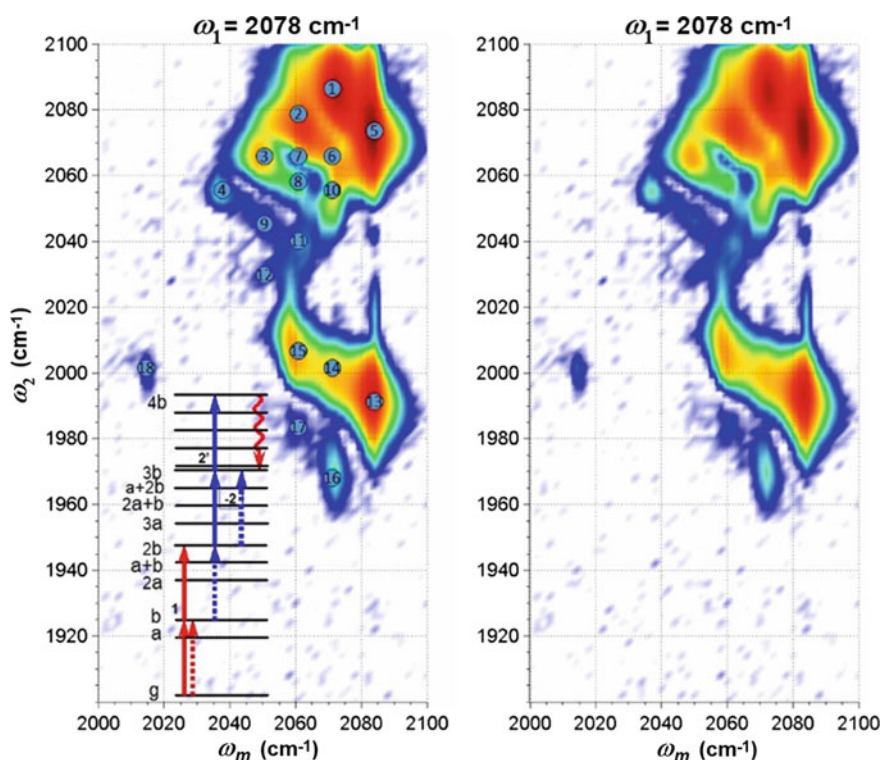 ω1 = 2078 cm-1
ω1 = 2078 cm-1
2100
2080
2060
2040
2020
2000
1980
1960
1940
1920
ω2 (cm-1)
1
2
5
3
7
6
4
8
10
9
11
12
15
14
18
13
17
16
4b
2'
3b
a+2b
-2
2a+b
3a
2b
a+b
2a
1
b
a
g
2000 2020 2040 2060 2080 2100
ωm (cm-1)
2100
2080
2060
2040
2020
2000
1980
1960
1940
1920
2000 2020 2040 2060 2080 2100
ωm (cm-1)